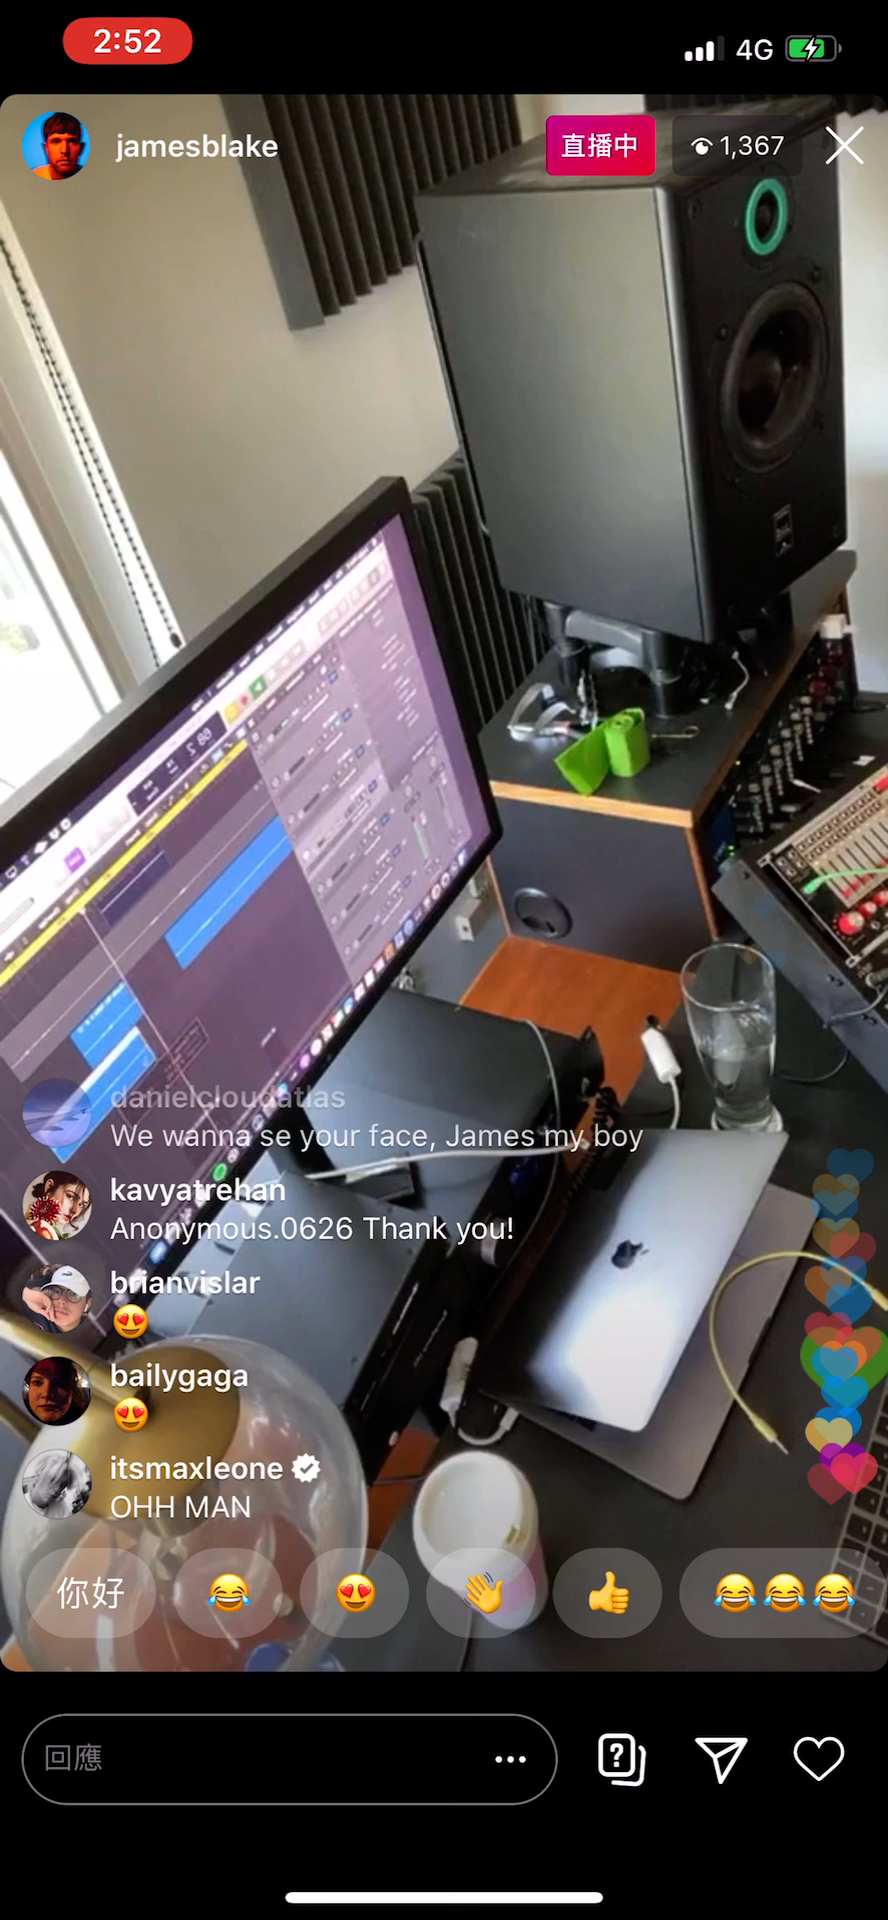 2:52
4G
jamesblake
直播中
1,367
danielcloudatlas
We wanna se your face, James my boy
kavyatrehan
Anonymous.0626 Thank you!
brianvislar
😍
bailygaga
😍
itsmaxleone
OHH MAN
你好 😂 😍 👋 👍 😂😂😂
回應